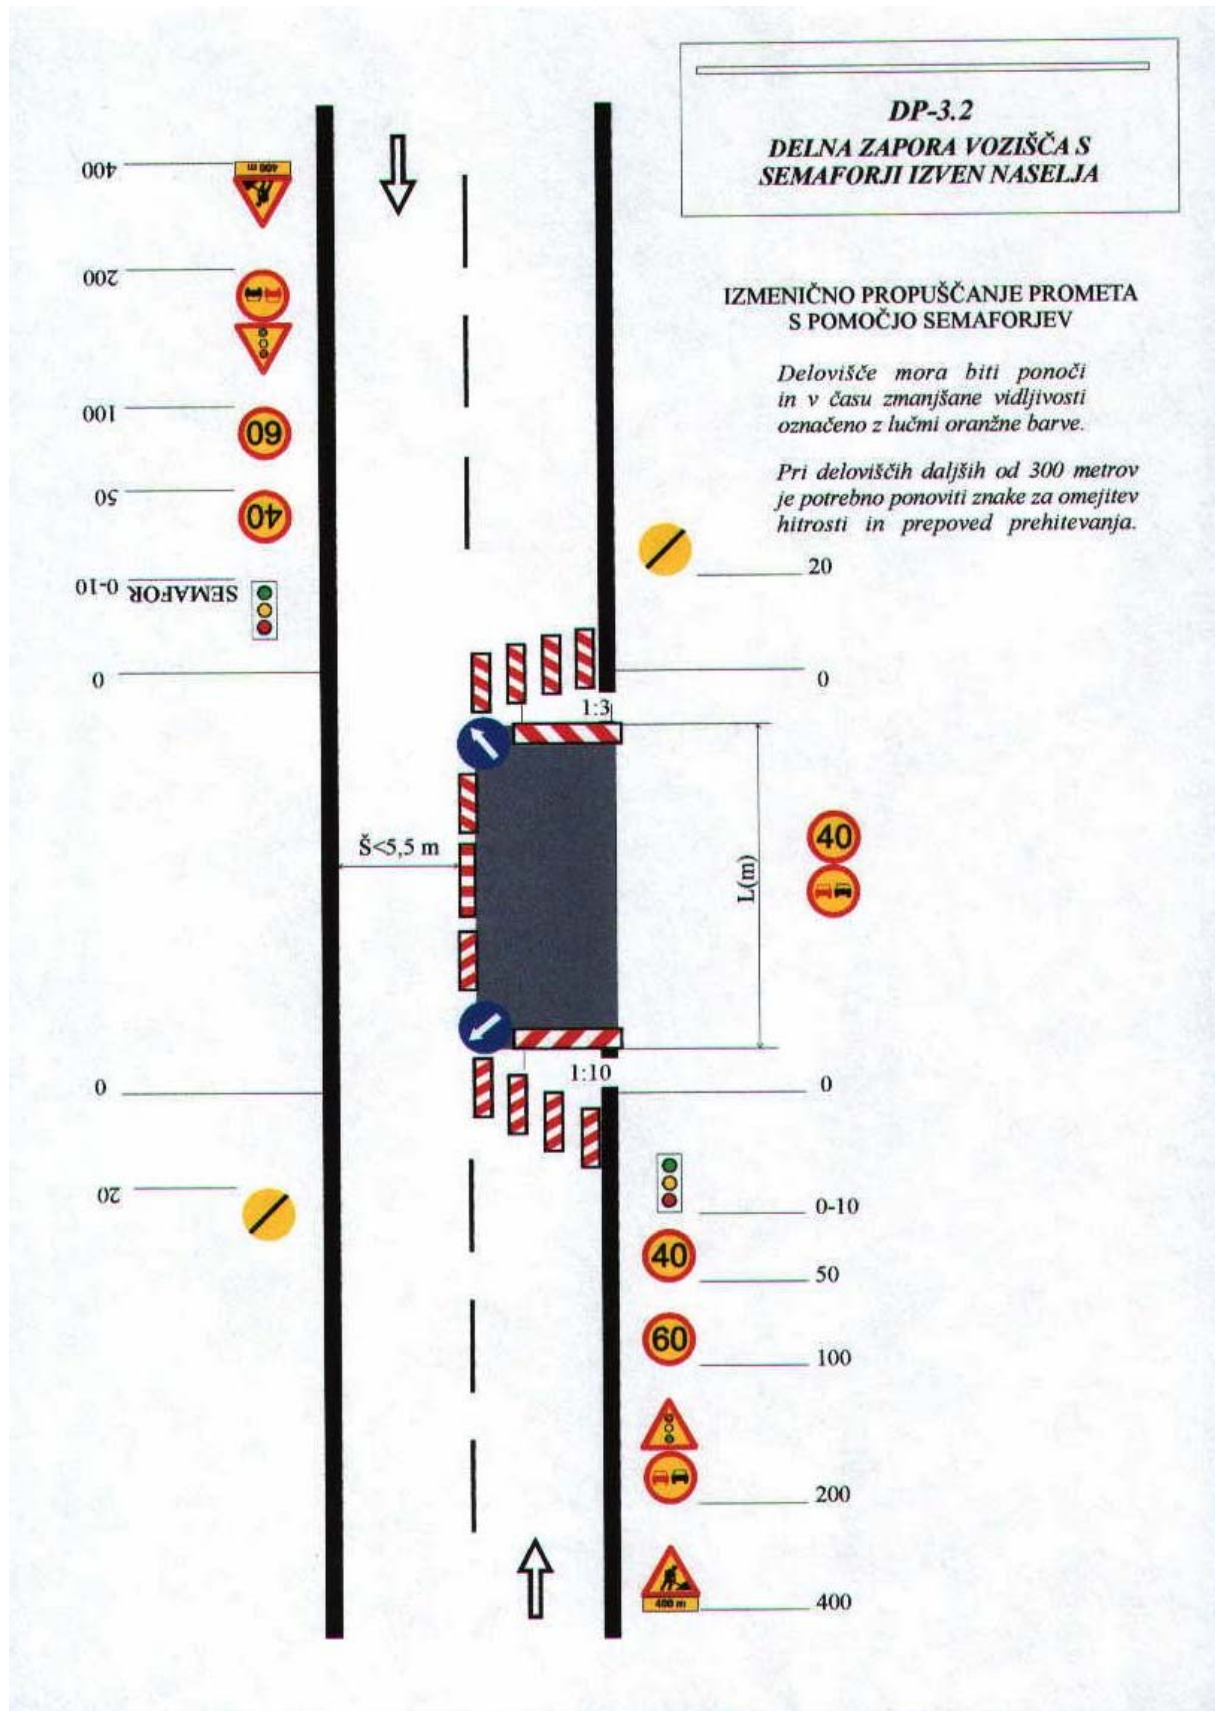 DP-3.2
DELNA ZAPORA VOZIŠČA S
SEMAFORJI IZVEN NASELJA
IZMENIČNO PROPUŠČANJE PROMETA
S POMOČJO SEMAFORJEV
Delovišče mora biti ponoči
in v času zmanjšane vidljivosti
označeno z lučmi oranžne barve.
Pri deloviščih daljših od 300 metrov
je potrebno ponoviti znake za omejitev
hitrosti in prepoved prehitevanja.
400
400 m
200
100
60
50
40
0-10
SEMAFOR
0
20
0
1:3
Š<5,5 m
L(m)
40
1:10
0
20
0
0-10
40
50
60
100
200
400 m
400